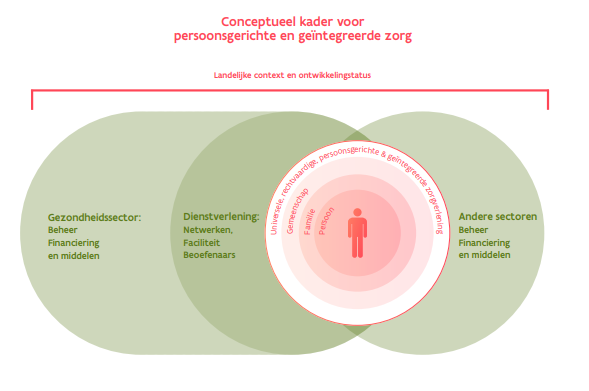 Conceptueel kader voor
persoonsgerichte en geïntegreerde zorg
Landelijke context en ontwikkelingstatus
Gezondheidssector:
Beheer
Financiering
en middelen
Dienstverlening:
Netwerken,
Faciliteit
Beoefenaars
Universele, rechtvaardige, persoonsgerichte & geïntegreerde zorgverlening
Gemeenschap
Familie
Persoon
Andere sectoren
Beheer
Financiering
en middelen